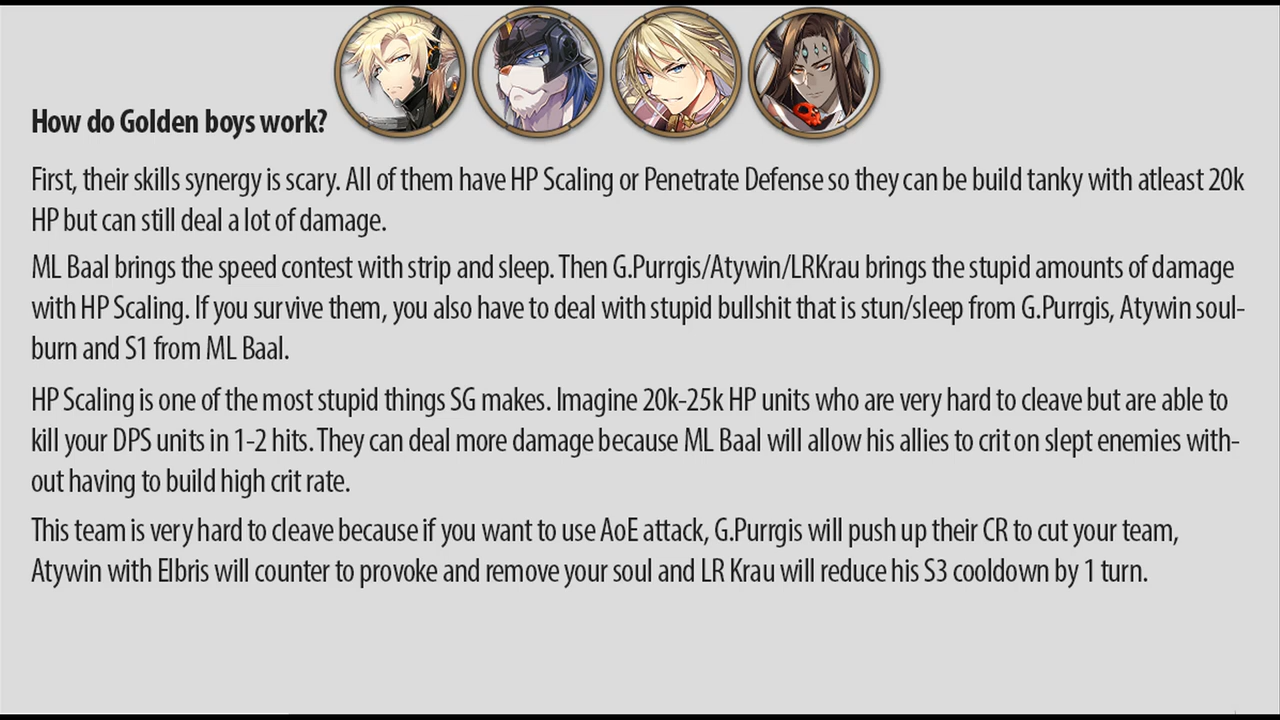 How do Golden boys work?
First, their skills synergy is scary. All of them have HP Scaling or Penetrate Defense so they can be build tanky with atleast 20k
HP but can still deal a lot of damage.
ML Baal brings the speed contest with strip and sleep. Then G.Purrgis/Atywin/LRKrau brings the stupid amounts of damage
with HP Scaling. If you survive them, you also have to deal with stupid bullshit that is stun/sleep from G.Purrgis, Atywin soul-
burn and S1 from ML Baal.
HP Scaling is one of the most stupid things SG makes. Imagine 20k-25k HP units who are very hard to cleave but are able to
kill your DPS units in 1-2 hits. They can deal more damage because ML Baal will allow his allies to crit on slept enemies with-
out having to build high crit rate.
This team is very hard to cleave because if you want to use AoE attack, G.Purrgis will push up their CR to cut your team,
Atywin with Elbris will counter to provoke and remove your soul and LR Krau will reduce his S3 cooldown by 1 turn.